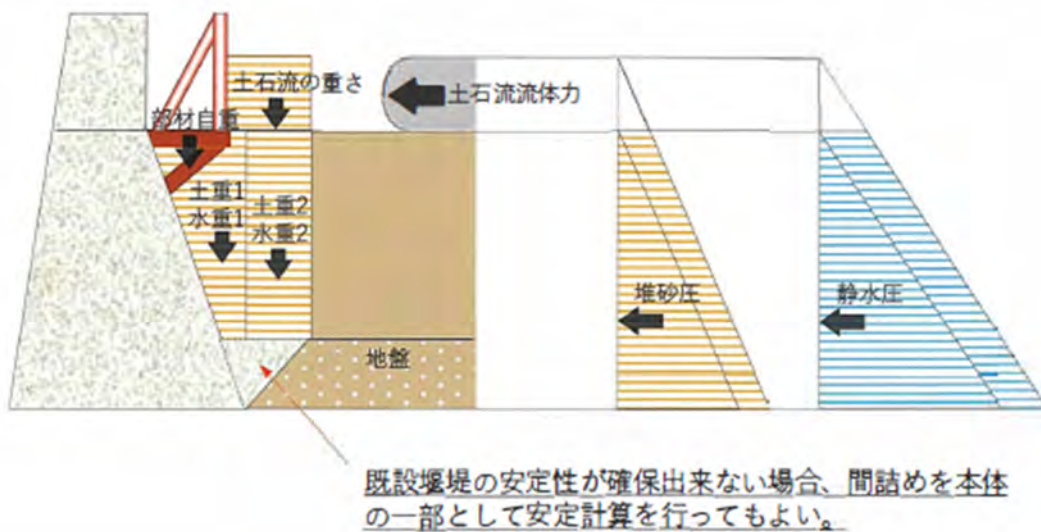 土石流の重さ
土石流流体力
部材自重
土重1
水重1
土重2
水重2
堆砂圧
静水圧
地盤
既設堰堤の安定性が確保出来ない場合、間詰めを本体
の一部として安定計算を行ってもよい。